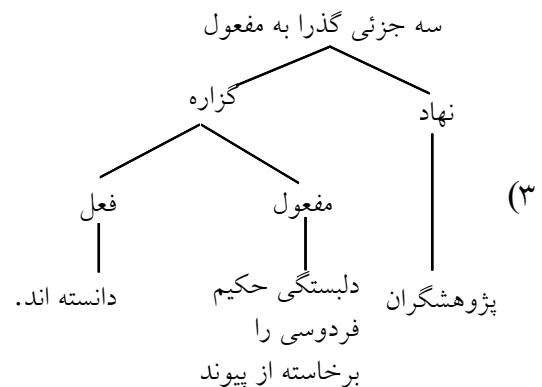 سه جزئی گذرا به مفعول
نهاد
گزاره
۳)
مفعول
فعل
پژوهشگران
دلبستگی حکیم
فردوسی را
برخاسته از پیوند
دانسته اند.